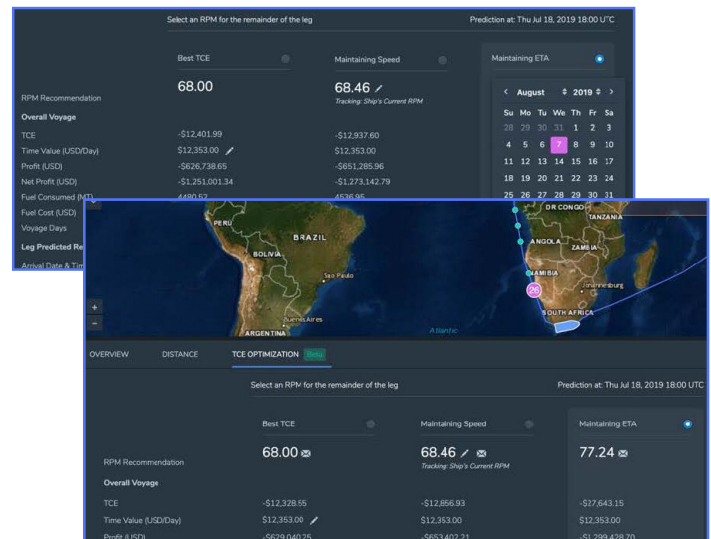 Select an RPM for the remainder of the leg Prediction at: Thu Jul 18, 2019 18:00 UTC
Best TCE Maintaining Speed Maintaining ETA
68.00 68.46
Tracking: Ship's Current RPM
RPM Recommendation
Overall Voyage
TCE -$12,401.99 -$12,937.60
Time Value (USD/Day) $12,353.00 $12,353.00
Profit (USD) -$626,738.65 -$651,285.96
Net Profit (USD) -$1,251,001.34 -$1,273,142.79
Fuel Consumed (MT) 4480.52 4536.95
Fuel Cost (USD)
Voyage Days
Leg Predicted Re
Arrival Date & Tim
August 2019
Su Mo Tu We Th Fr Sa
28 29 30 31 1 2 3
4 5 6 7 8 9 10
11 12 13 14 15 16 17
18 19 20 21 22 23 24
25 26 27 28 29 30 31
PERU
BRAZIL
BOLIVIA
Sao Paulo
Buenos Aires
ARGENTINA
Atlantic
DR CONGO
TANZANIA
ANGOLA
ZAMBIA
NAMIBIA
Johannesburg
26
SOUTH AFRICA
+
−
OVERVIEW DISTANCE TCE OPTIMIZATION Beta
Select an RPM for the remainder of the leg Prediction at: Thu Jul 18, 2019 18:00 UTC
Best TCE Maintaining Speed Maintaining ETA
68.00 68.46 77.24
Tracking: Ship's Current RPM
RPM Recommendation
Overall Voyage
TCE -$12,328.55 -$12,856.93 -$27,643.15
Time Value (USD/Day) $12,353.00 $12,353.00 $12,353.00
Profit (USD) -$629,040.25 -$653,402.21 -$1,299,428.70